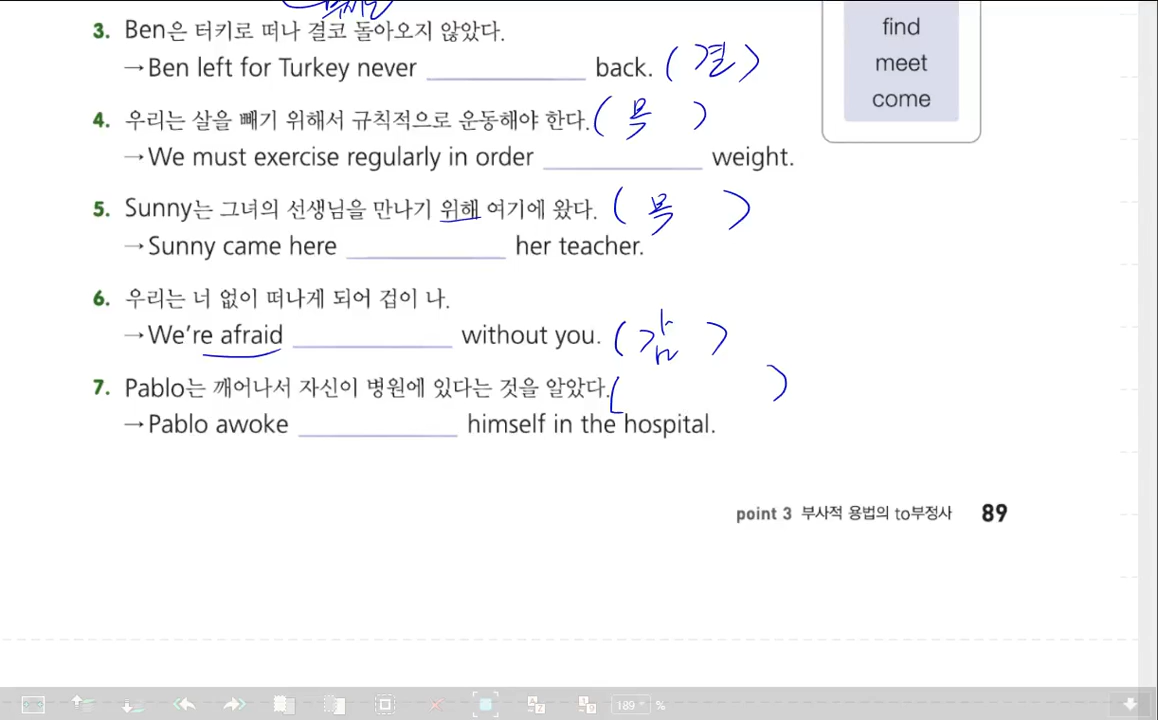 3. Ben은 터키로 떠나 결코 돌아오지 않았다.
→Ben left for Turkey never ____ back. (결)
4. 우리는 살을 빼기 위해서 규칙적으로 운동해야 한다.(목 )
→We must exercise regularly in order ____ weight.
5. Sunny는 그녀의 선생님을 만나기 위해 여기에 왔다. (목 )
→Sunny came here ____ her teacher.
6. 우리는 너 없이 떠나게 되어 겁이 나.
→We're afraid ____ without you. (감 )
7. Pablo는 깨어나서 자신이 병원에 있다는 것을 알았다.( )
→Pablo awoke ____ himself in the hospital.
find
meet
come
point 3 부사적 용법의 to부정사 89
189 %